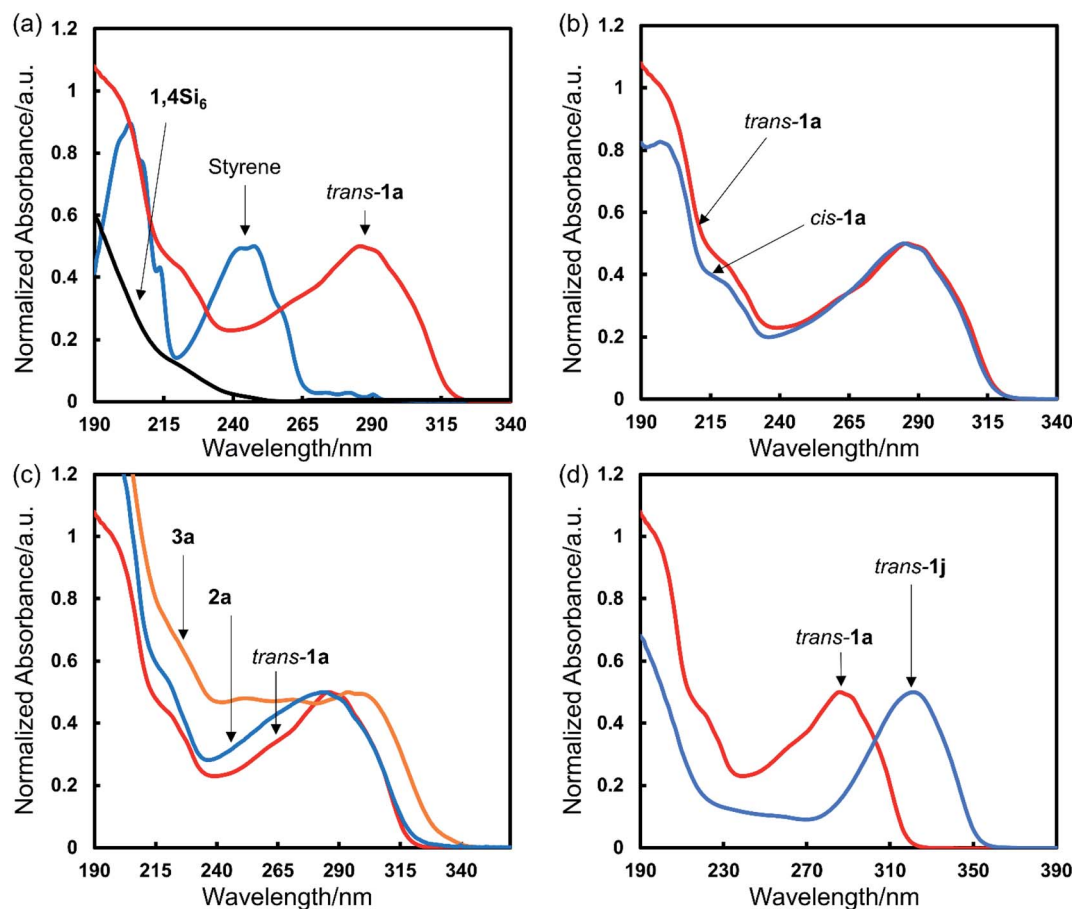 (a)
Normalized Absorbance/a.u.
1.2
1
0.8
0.6
0.4
0.2
0
1,4Si6
Styrene
trans-1a
190 215 240 265 290 315 340
Wavelength/nm
(b)
Normalized Absorbance/a.u.
1.2
1
0.8
0.6
0.4
0.2
0
trans-1a
cis-1a
190 215 240 265 290 315 340
Wavelength/nm
(c)
Normalized Absorbance/a.u.
1.2
1
0.8
0.6
0.4
0.2
0
3a
2a
trans-1a
190 215 240 265 290 315 340
Wavelength/nm
(d)
Normalized Absorbance/a.u.
1.2
1
0.8
0.6
0.4
0.2
0
trans-1j
trans-1a
190 230 270 310 350 390
Wavelength/nm